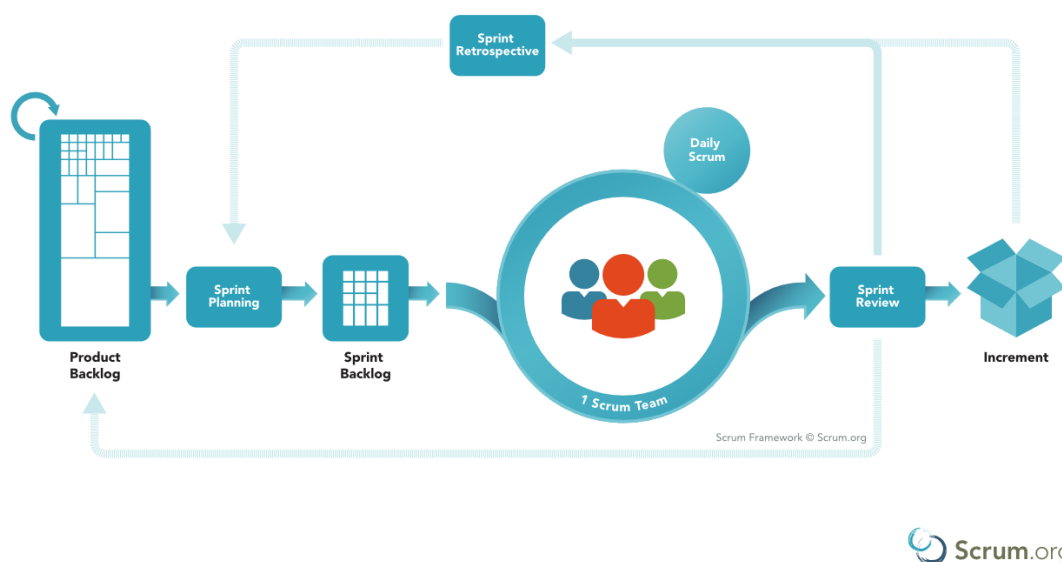 Sprint
Retrospective
Daily
Scrum
Sprint
Planning
Sprint
Review
Product
Backlog
Sprint
Backlog
Increment
1 Scrum Team
Scrum Framework © Scrum.org
Scrum.org